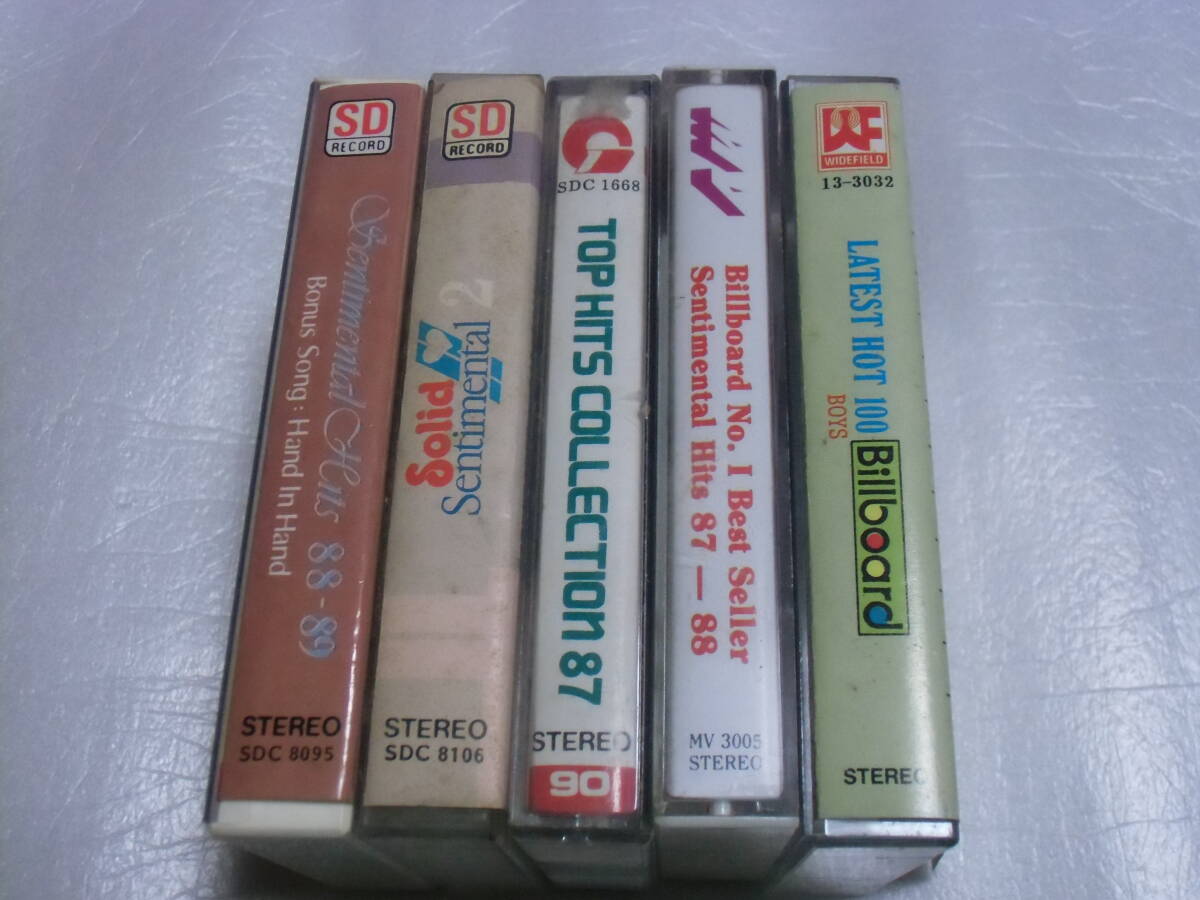 SD
RECORD
Sentimental Hits 88-89
Bonus Song: Hand In Hand
STEREO
SDC 8095
SD
RECORD
Solid
Sentimental 2
STEREO
SDC 8106
SDC 1668
TOP HITS COLLECTION 87
STEREO
90
Billboard No. 1 Best Seller
Sentimental Hits 87 — 88
MV 3005
STEREO
WF
WIDEFIELD
13-3032
LATEST HOT 100
BOYS
Billboard
STEREO